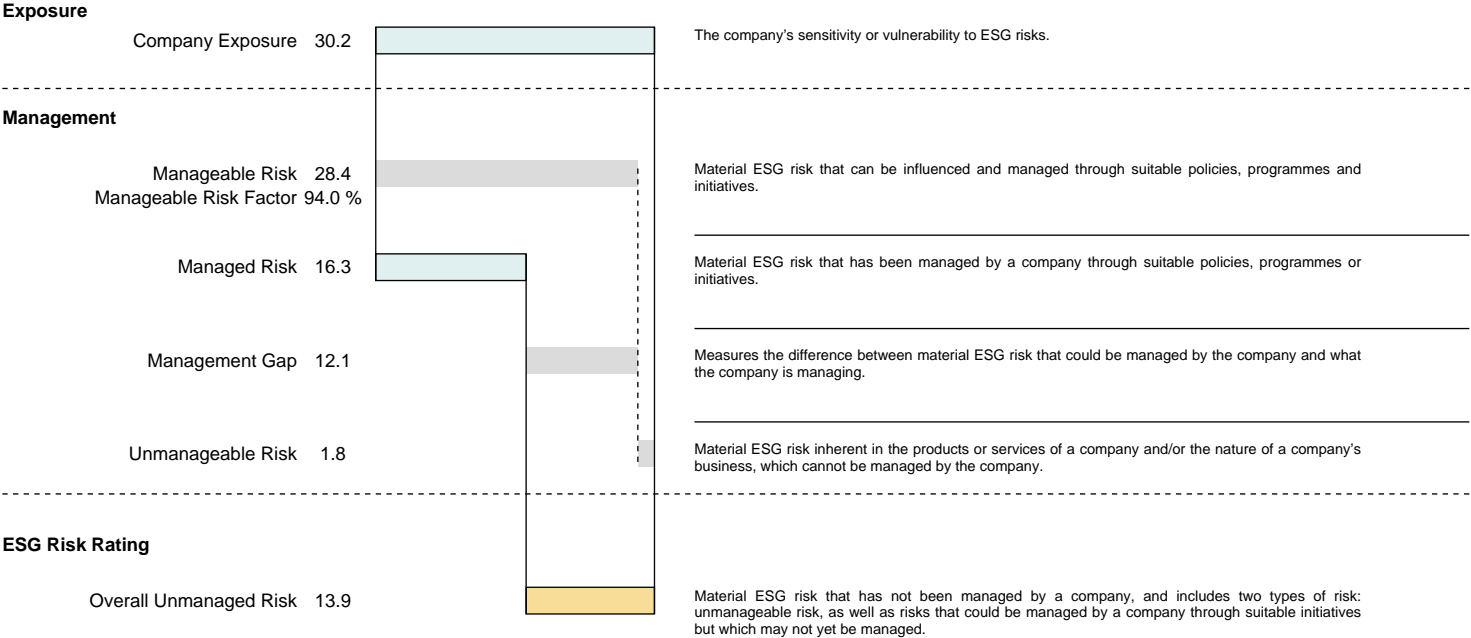 Exposure
Company Exposure 30.2
The company’s sensitivity or vulnerability to ESG risks.
Management
Manageable Risk 28.4
Manageable Risk Factor 94.0 %
Material ESG risk that can be influenced and managed through suitable policies, programmes and
initiatives.
Managed Risk 16.3
Material ESG risk that has been managed by a company through suitable policies, programmes or
initiatives.
Management Gap 12.1
Measures the difference between material ESG risk that could be managed by the company and what
the company is managing.
Unmanageable Risk 1.8
Material ESG risk inherent in the products or services of a company and/or the nature of a company’s
business, which cannot be managed by the company.
ESG Risk Rating
Overall Unmanaged Risk 13.9
Material ESG risk that has not been managed by a company, and includes two types of risk:
unmanageable risk, as well as risks that could be managed by a company through suitable initiatives
but which may not yet be managed.